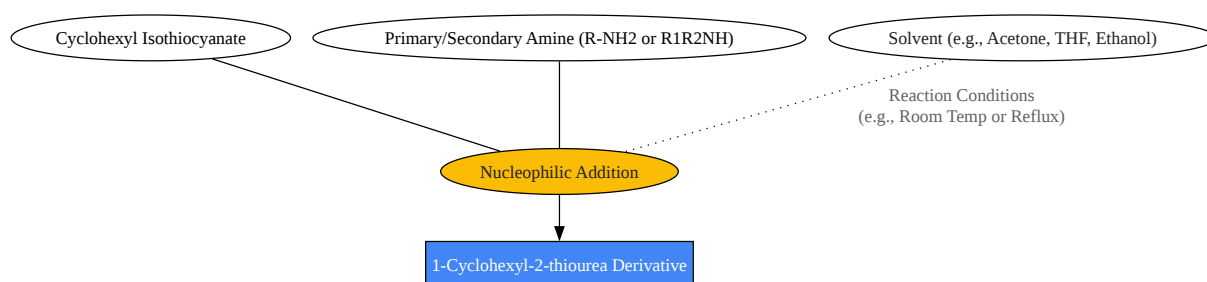 Cyclohexyl Isothiocyanate
Primary/Secondary Amine (R-NH2 or R1R2NH)
Solvent (e.g., Acetone, THF, Ethanol)
Reaction Conditions
(e.g., Room Temp or Reflux)
Nucleophilic Addition
1-Cyclohexyl-2-thiourea Derivative